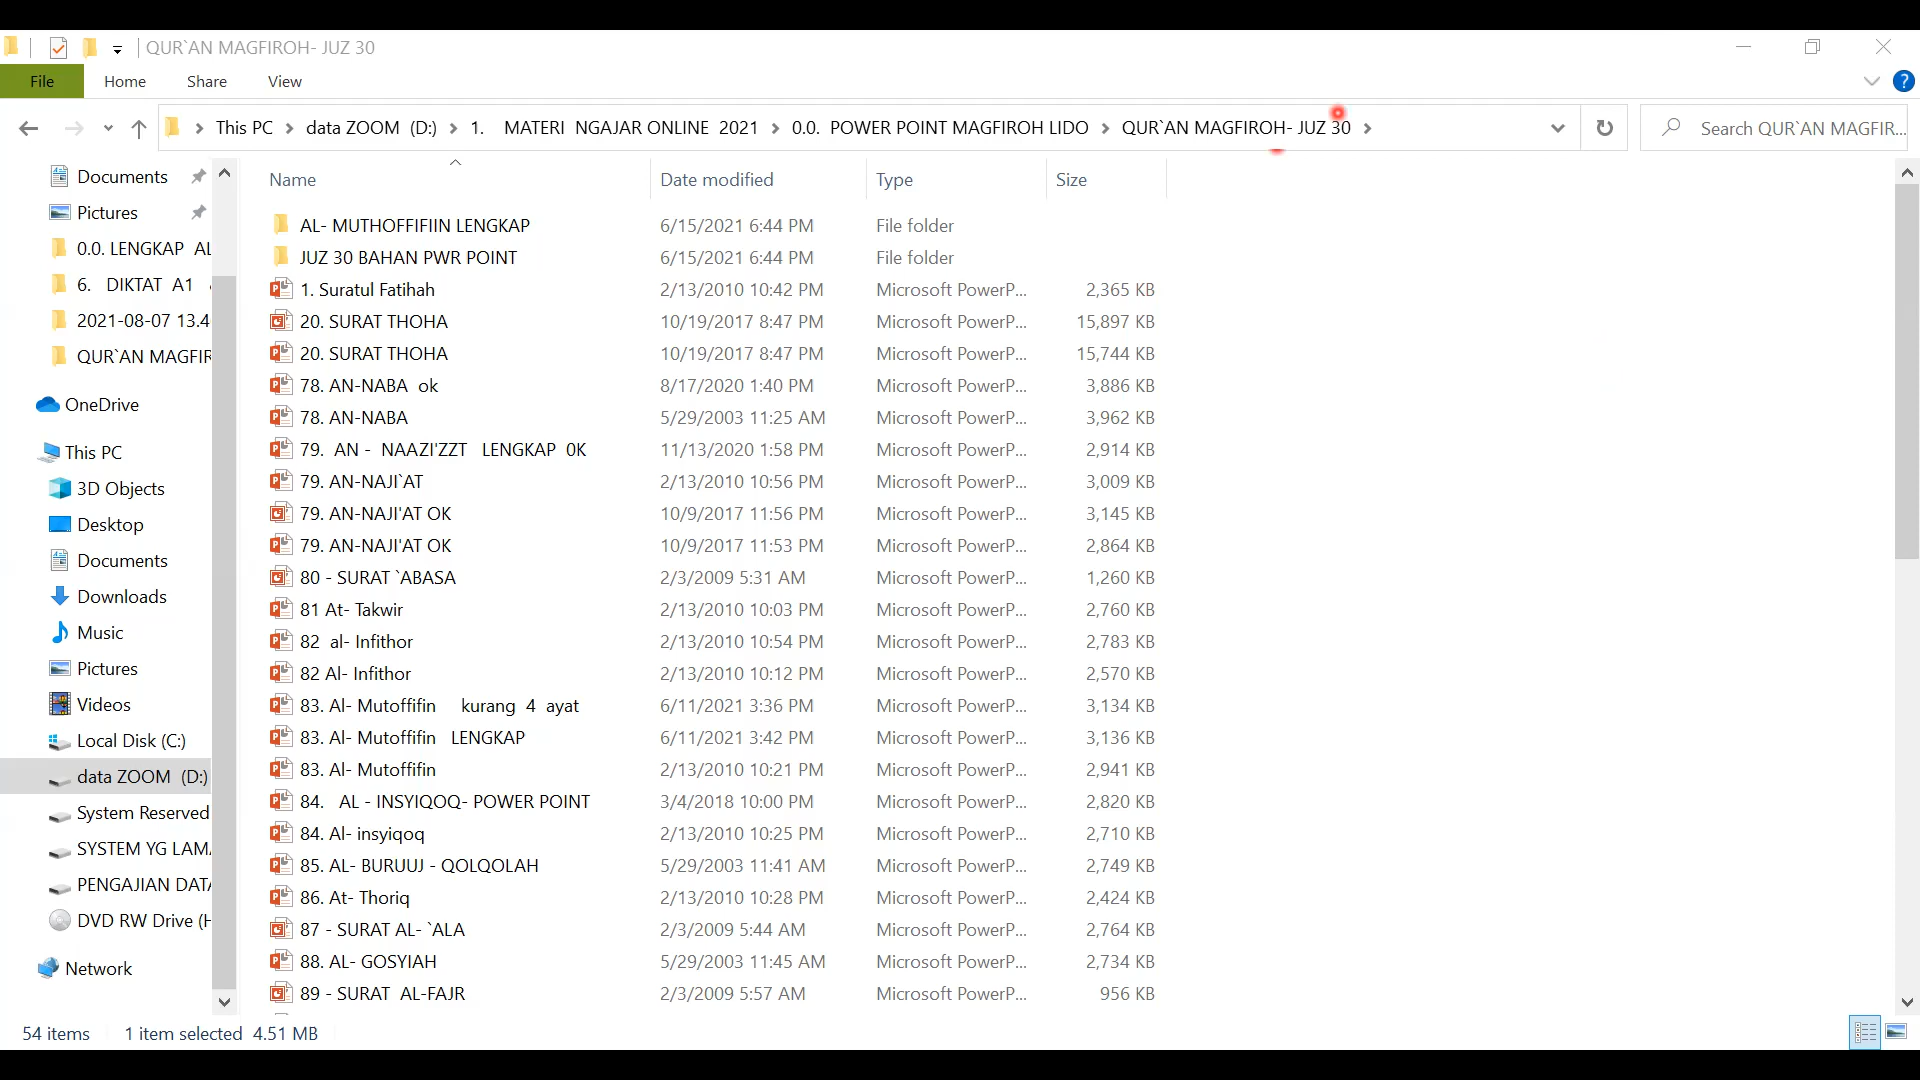 QUR`AN MAGFIROH- JUZ 30
File Home Share View
This PC data ZOOM (D:) 1. MATERI NGAJAR ONLINE 2021 0.0. POWER POINT MAGFIROH LIDO QUR`AN MAGFIROH- JUZ 30 Search QUR`AN MAGFIR...
Documents
Pictures
0.0. LENGKAP AL
6. DIKTAT A1
2021-08-07 13.4
QUR`AN MAGFIR
OneDrive
This PC
3D Objects
Desktop
Documents
Downloads
Music
Pictures
Videos
Local Disk (C:)
data ZOOM (D:)
System Reserved
SYSTEM YG LAMA
PENGAJIAN DATA
DVD RW Drive (H
Network
Name Date modified Type Size
AL- MUTHOFFIFIIN LENGKAP 6/15/2021 6:44 PM File folder
JUZ 30 BAHAN PWR POINT 6/15/2021 6:44 PM File folder
1. Suratul Fatihah 2/13/2010 10:42 PM Microsoft PowerP... 2,365 KB
20. SURAT THOHA 10/19/2017 8:47 PM Microsoft PowerP... 15,897 KB
20. SURAT THOHA 10/19/2017 8:47 PM Microsoft PowerP... 15,744 KB
78. AN-NABA ok 8/17/2020 1:40 PM Microsoft PowerP... 3,886 KB
78. AN-NABA 5/29/2003 11:25 AM Microsoft PowerP... 3,962 KB
79. AN - NAAZI'ZZT LENGKAP 0K 11/13/2020 1:58 PM Microsoft PowerP... 2,914 KB
79. AN-NAJI`AT 2/13/2010 10:56 PM Microsoft PowerP... 3,009 KB
79. AN-NAJI'AT OK 10/9/2017 11:56 PM Microsoft PowerP... 3,145 KB
79. AN-NAJI'AT OK 10/9/2017 11:53 PM Microsoft PowerP... 2,864 KB
80 - SURAT `ABASA 2/3/2009 5:31 AM Microsoft PowerP... 1,260 KB
81 At- Takwir 2/13/2010 10:03 PM Microsoft PowerP... 2,760 KB
82 al- Infithor 2/13/2010 10:54 PM Microsoft PowerP... 2,783 KB
82 Al- Infithor 2/13/2010 10:12 PM Microsoft PowerP... 2,570 KB
83. Al- Mutoffifin kurang 4 ayat 6/11/2021 3:36 PM Microsoft PowerP... 3,134 KB
83. Al- Mutoffifin LENGKAP 6/11/2021 3:42 PM Microsoft PowerP... 3,136 KB
83. Al- Mutoffifin 2/13/2010 10:21 PM Microsoft PowerP... 2,941 KB
84. AL - INSYIQOQ- POWER POINT 3/4/2018 10:00 PM Microsoft PowerP... 2,820 KB
84. Al- insyiqoq 2/13/2010 10:25 PM Microsoft PowerP... 2,710 KB
85. AL- BURUUJ - QOLQOLAH 5/29/2003 11:41 AM Microsoft PowerP... 2,749 KB
86. At- Thoriq 2/13/2010 10:28 PM Microsoft PowerP... 2,424 KB
87 - SURAT AL- `ALA 2/3/2009 5:44 AM Microsoft PowerP... 2,764 KB
88. AL- GOSYIAH 5/29/2003 11:45 AM Microsoft PowerP... 2,734 KB
89 - SURAT AL-FAJR 2/3/2009 5:57 AM Microsoft PowerP... 956 KB
54 items 1 item selected 4.51 MB